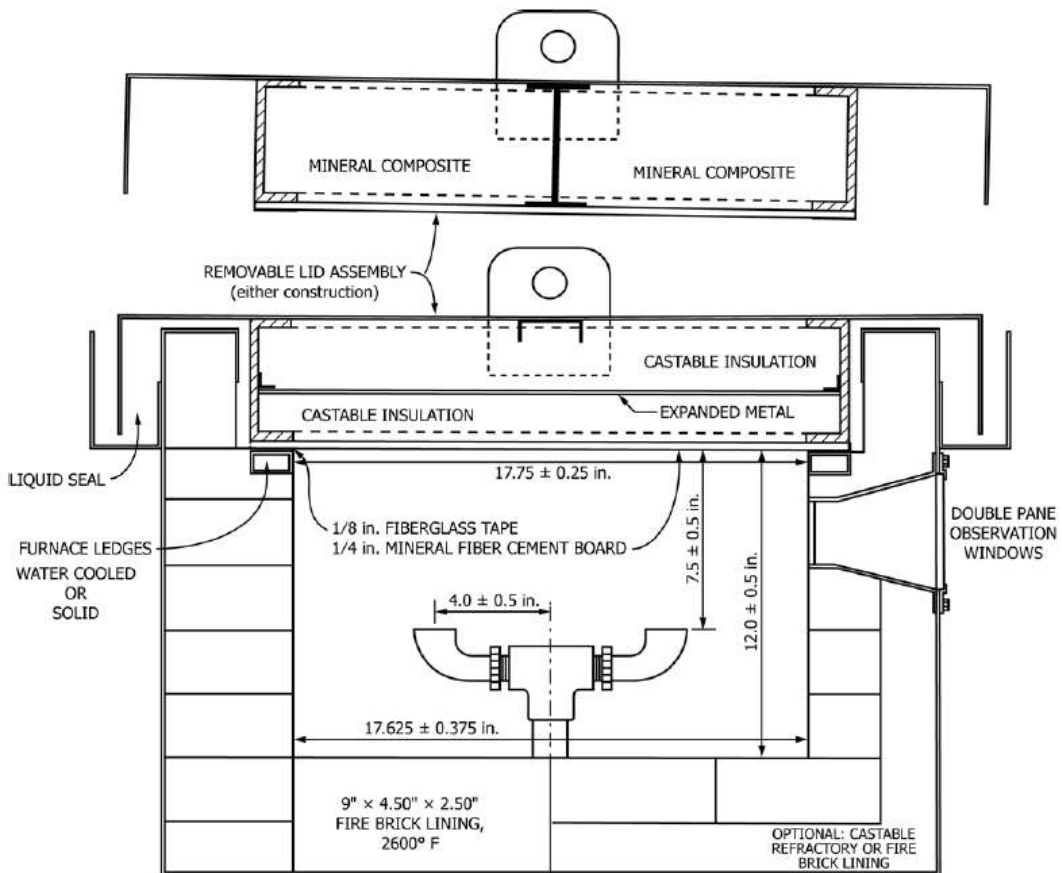 MINERAL COMPOSITE
MINERAL COMPOSITE
REMOVABLE LID ASSEMBLY
(either construction)
CASTABLE INSULATION
CASTABLE INSULATION
EXPANDED METAL
LIQUID SEAL
17.75 ± 0.25 in.
1/8 in. FIBERGLASS TAPE
1/4 in. MINERAL FIBER CEMENT BOARD
FURNACE LEDGES
WATER COOLED
OR
SOLID
DOUBLE PANE
OBSERVATION
WINDOWS
7.5 ± 0.5 in.
12.0 ± 0.5 in.
4.0 ± 0.5 in.
17.625 ± 0.375 in.
9" × 4.50" × 2.50"
FIRE BRICK LINING,
2600° F
OPTIONAL: CASTABLE
REFRACTORY OR FIRE
BRICK LINING